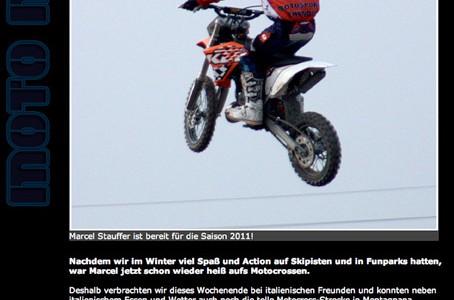 MOTO
Marcel Stauffer ist bereit für die Saison 2011!
Nachdem wir im Winter viel Spaß und Action auf Skipisten und in Funparks hatten,
war Marcel jetzt schon wieder heiß aufs Motocrossen.
Deshalb verbrachten wir dieses Wochenende bei italienischen Freunden und konnten neben
italienischem Essen und Wetter auch noch die tolle Motocross-Strecke in Montagnana